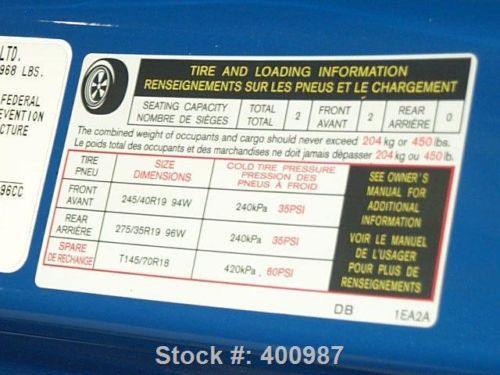 LTD.
968 LBS.
FEDERAL
EVENTION
CTURE
96CC
TIRE AND LOADING INFORMATION
RENSEIGNEMENTS SUR LES PNEUS ET LE CHARGEMENT
SEATING CAPACITY TOTAL 2 FRONT 2 REAR 0
NOMBRE DE SIÈGES TOTAL AVANT ARRIÈRE
The combined weight of occupants and cargo should never exceed 204 kg or 450 lbs.
Le poids total des occupants et des marchandises ne doit jamais dépasser 204 kg ou 450 lb.
TIRE PNEU SIZE DIMENSIONS COLD TIRE PRESSURE PRESSION DES PNEUS À FROID
FRONT AVANT 245/40R19 94W 240kPa 35PSI
REAR ARRIÈRE 275/35R19 96W 240kPa 35PSI
SPARE DE RECHANGE T145/70R18 420kPa, 60PSI
SEE OWNER'S
MANUAL FOR
ADDITIONAL
INFORMATION
VOIR LE MANUEL
DE L'USAGER
POUR PLUS DE
RENSEIGNEMENTS
DB 1EA2A
Stock #: 400987